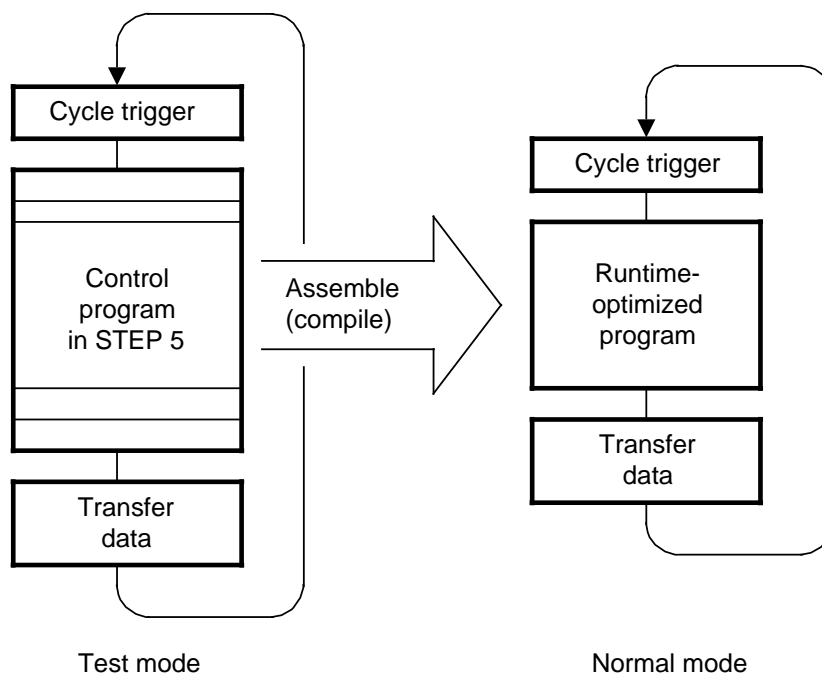 Cycle trigger
Control
program
in STEP 5
Transfer
data
Test mode
Assemble
(compile)
Cycle trigger
Runtime-
optimized
program
Transfer
data
Normal mode